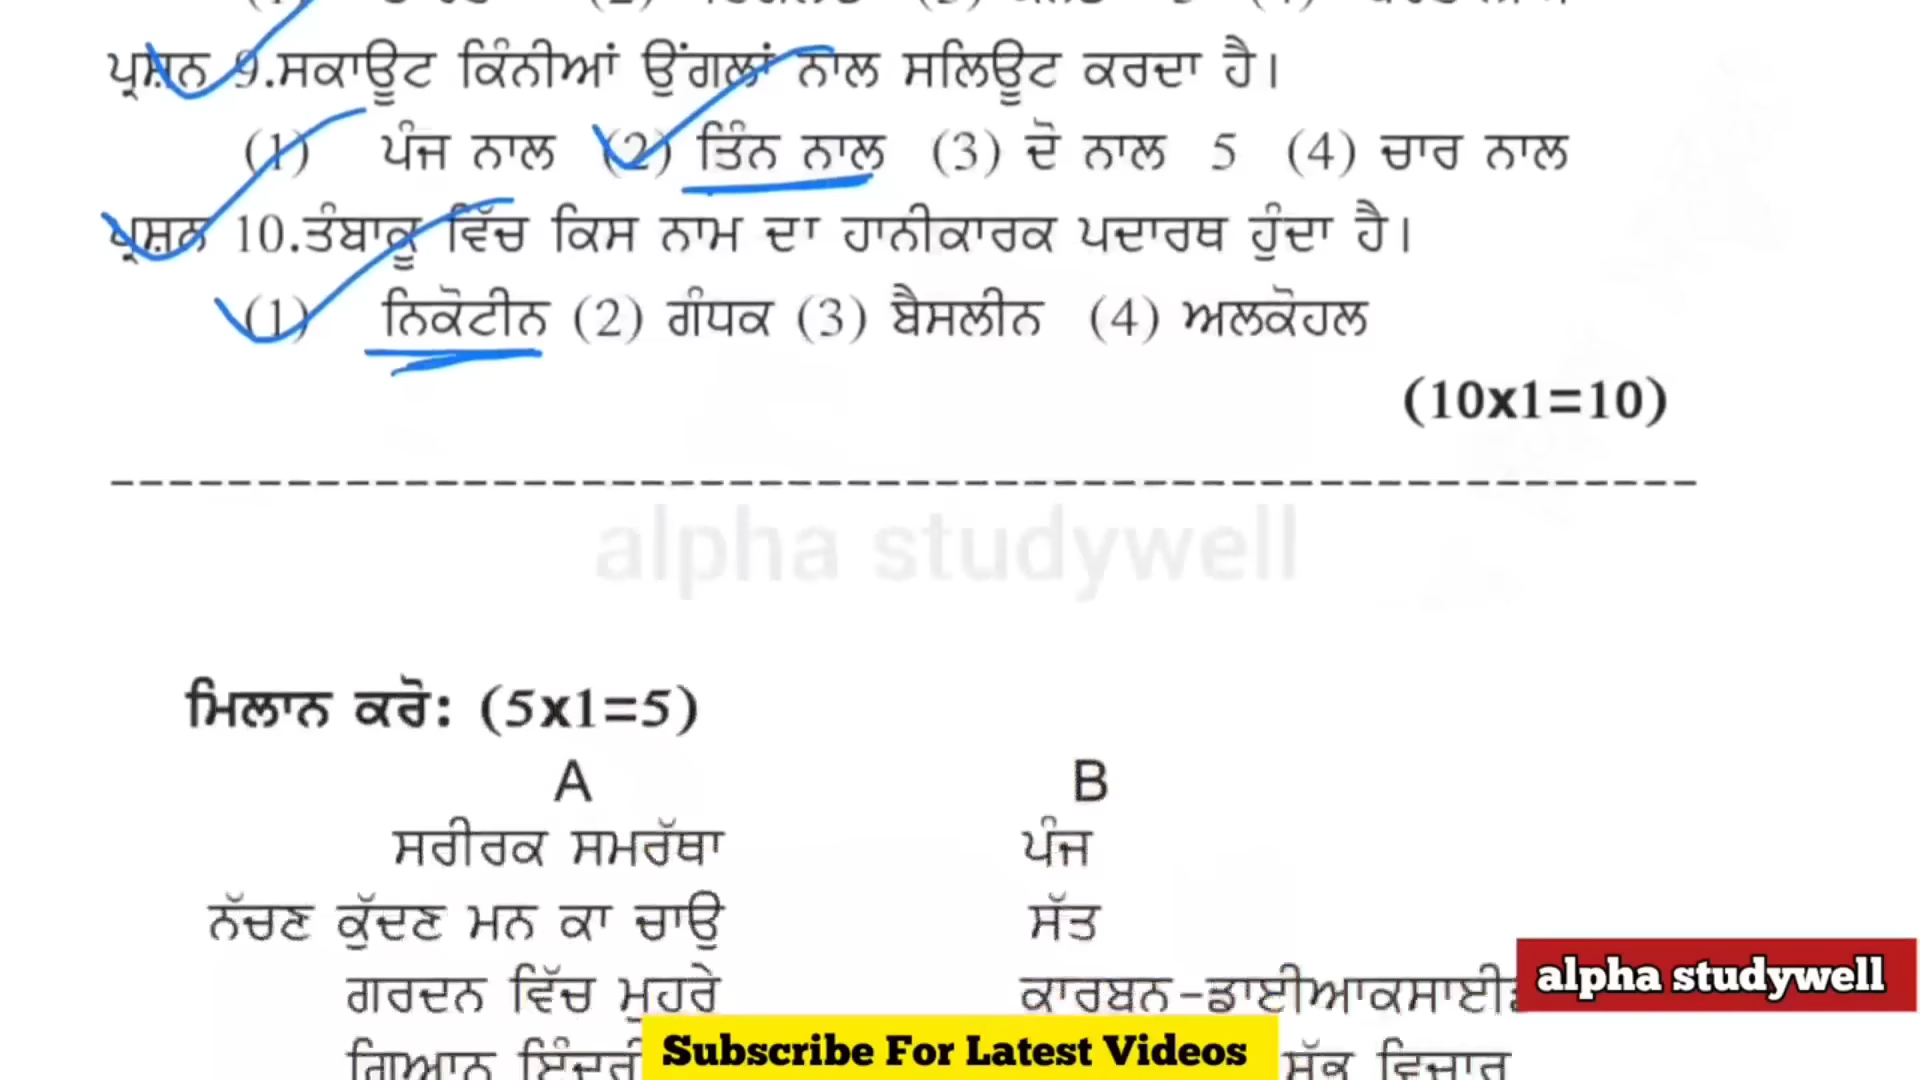 ਪ੍ਰਸ਼ਨ 9.ਸਕਾਊਟ ਕਿੰਨੀਆਂ ਉਂਗਲਾਂ ਨਾਲ ਸਲਿਊਟ ਕਰਦਾ ਹੈ।
(1) ਪੰਜ ਨਾਲ (2) ਤਿੰਨ ਨਾਲ (3) ਦੋ ਨਾਲ 5 (4) ਚਾਰ ਨਾਲ
ਪ੍ਰਸ਼ਨ 10.ਤੰਬਾਕੂ ਵਿੱਚ ਕਿਸ ਨਾਮ ਦਾ ਹਾਨੀਕਾਰਕ ਪਦਾਰਥ ਹੁੰਦਾ ਹੈ।
(1) ਨਿਕੋਟੀਨ (2) ਗੰਧਕ (3) ਬੈਸਲੀਨ (4) ਅਲਕੋਹਲ
(10x1=10)
alpha studywell
ਮਿਲਾਨ ਕਰੋ: (5x1=5)
A B
ਸਰੀਰਕ ਸਮਰੱਥਾ ਪੰਜ
ਨੱਚਣ ਕੁੱਦਣ ਮਨ ਕਾ ਚਾਉ ਸੱਤ
ਗਰਦਨ ਵਿੱਚ ਮੁਹਰੇ ਕਾਰਬਨ-ਡਾਈਆਕਸਾਈਡ
alpha studywell
ਗਿਆਨ ਵਿਚਾਰ
Subscribe For Latest Videos